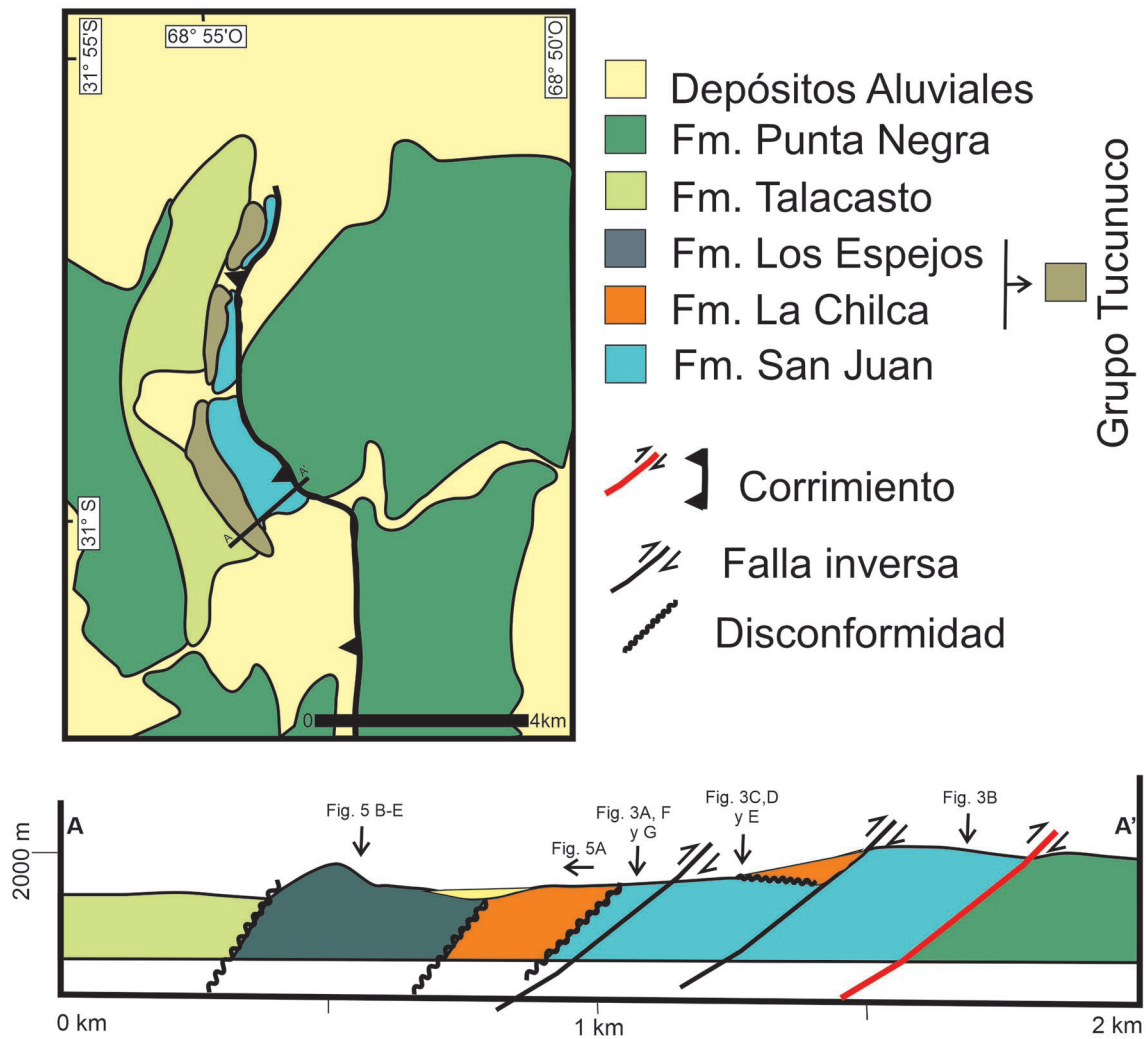 31° 55'S
68° 55'O
68° 50'O
31° S
A
A'
0
4km
Depósitos Aluviales
Fm. Punta Negra
Fm. Talacasto
Fm. Los Espejos
Fm. La Chilca
Fm. San Juan
Grupo Tucunuco
Corrimiento
Falla inversa
Disconformidad
A
A'
2000 m
Fig. 5 B-E
Fig. 5A
Fig. 3A, F
y G
Fig. 3C,D
y E
Fig. 3B
0 km
1 km
2 km